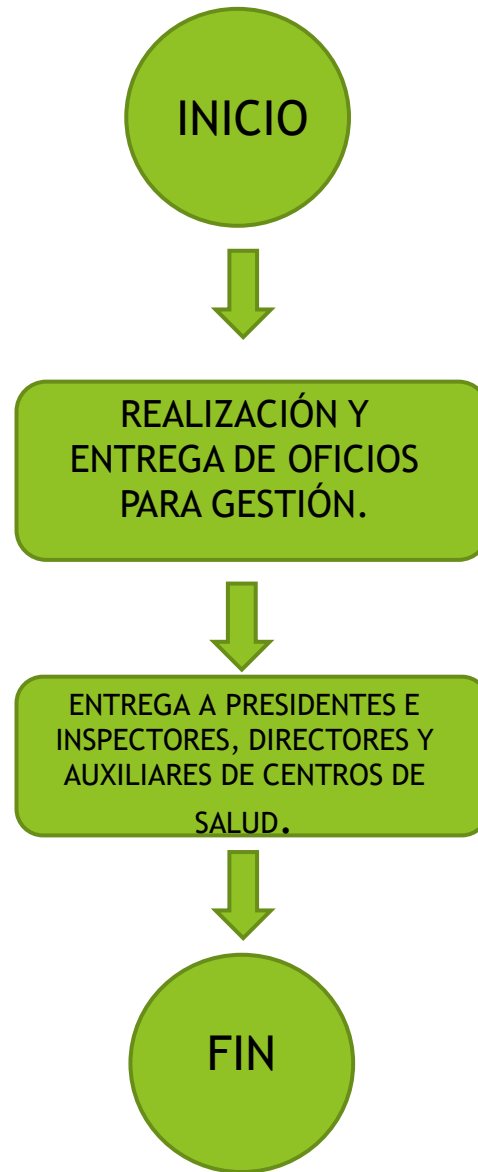 INICIO
REALIZACIÓN Y
ENTREGA DE OFICIOS
PARA GESTIÓN.
ENTREGA A PRESIDENTES E
INSPECTORES, DIRECTORES Y
AUXILIARES DE CENTROS DE
SALUD.
FIN